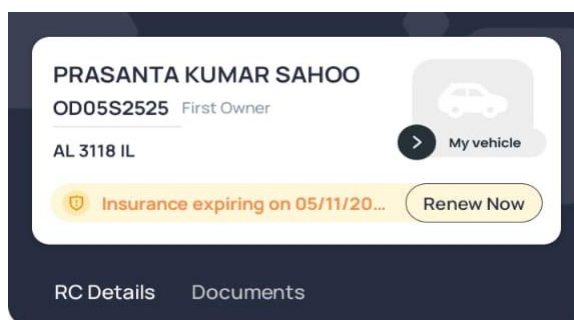 PRASANTA KUMAR SAHOO
OD05S2525 First Owner
AL 3118 IL
My vehicle
Insurance expiring on 05/11/20... Renew Now
RC Details Documents